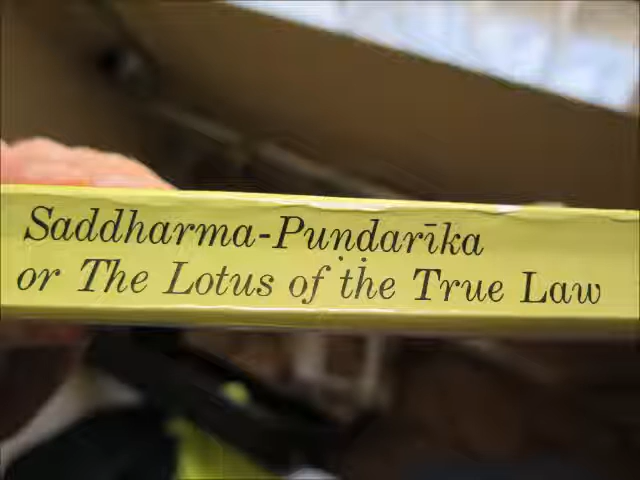 Saddharma-Puṇḍarīka
or The Lotus of the True Law